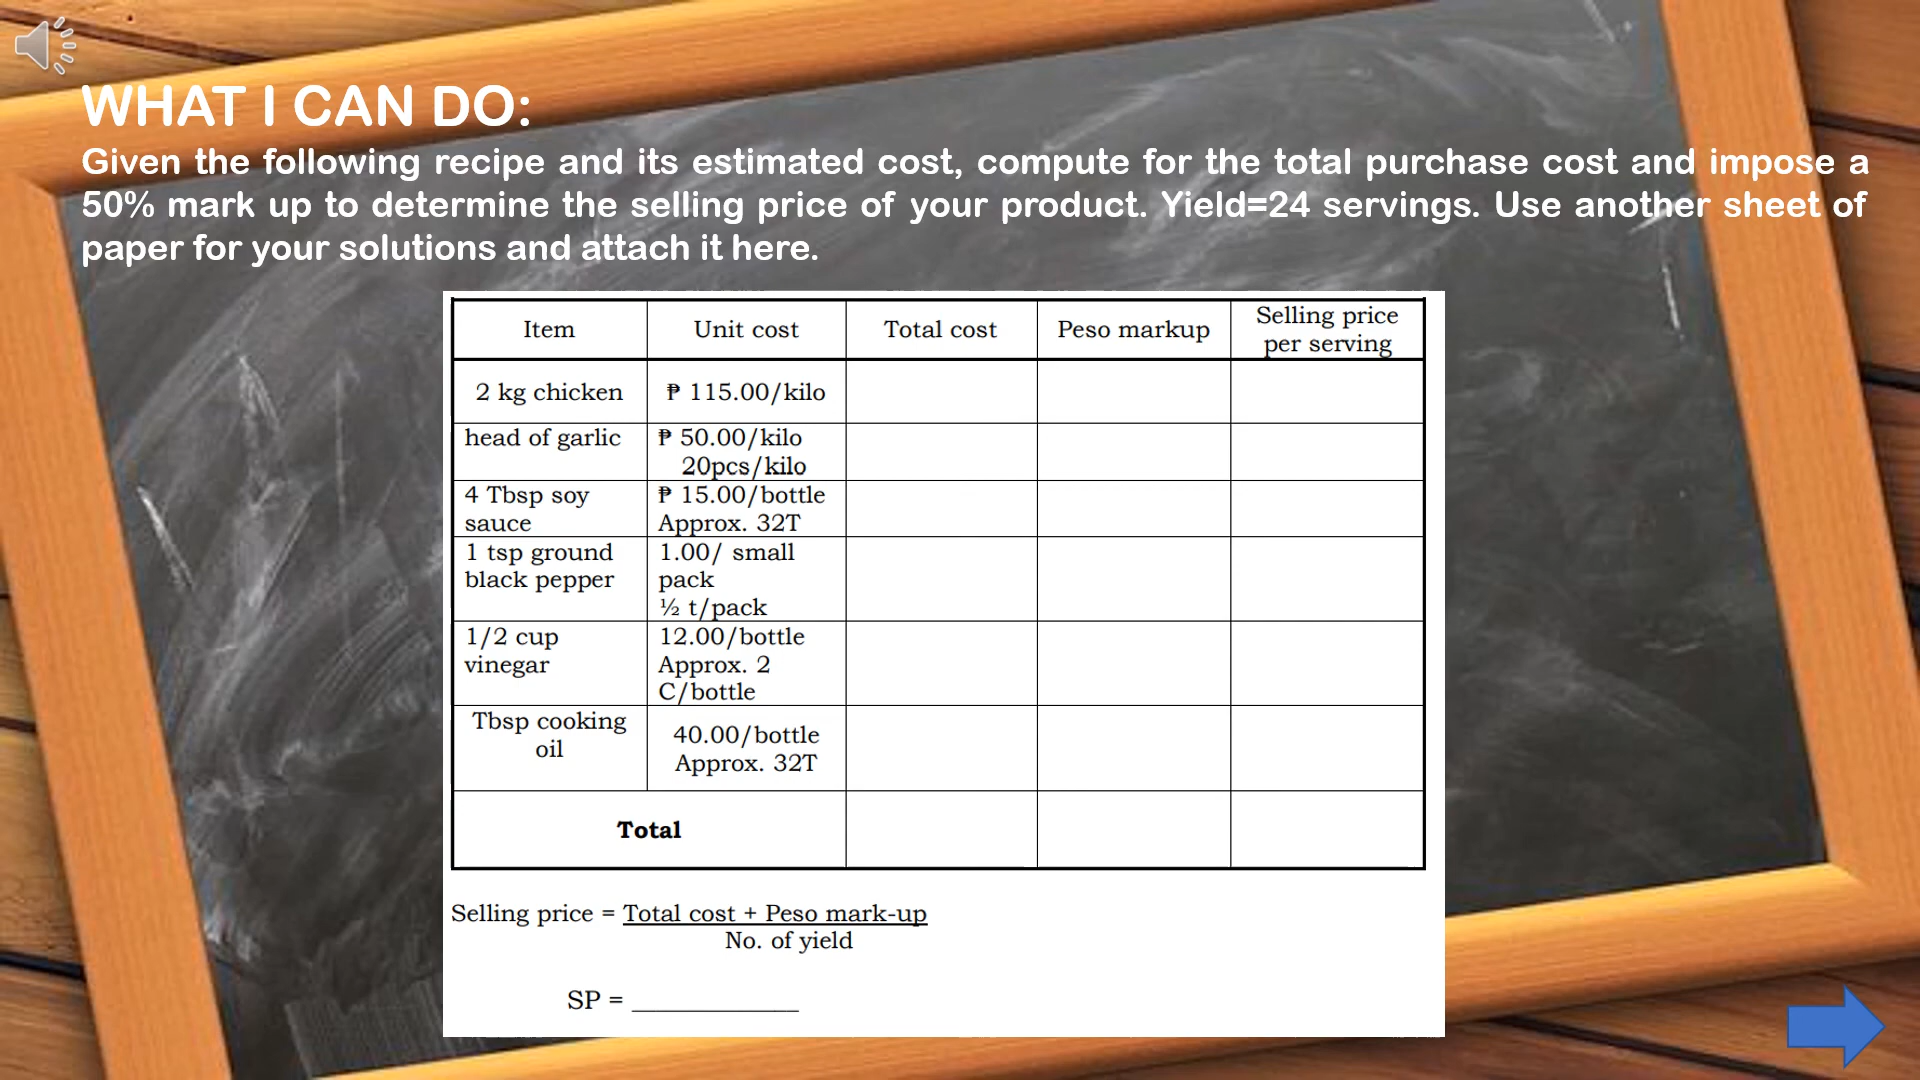 WHAT I CAN DO:
Given the following recipe and its estimated cost, compute for the total purchase cost and impose a
50% mark up to determine the selling price of your product. Yield=24 servings. Use another sheet of
paper for your solutions and attach it here.
Item Unit cost Total cost Peso markup Selling price per serving
2 kg chicken ₱ 115.00/kilo
head of garlic ₱ 50.00/kilo
20pcs/kilo
4 Tbsp soy ₱ 15.00/bottle
sauce Approx. 32T
1 tsp ground 1.00/ small
black pepper pack
½ t/pack
1/2 cup 12.00/bottle
vinegar Approx. 2
C/bottle
Tbsp cooking
oil
40.00/bottle
Approx. 32T
Total
Selling price = Total cost + Peso mark-up
No. of yield
SP = ____________